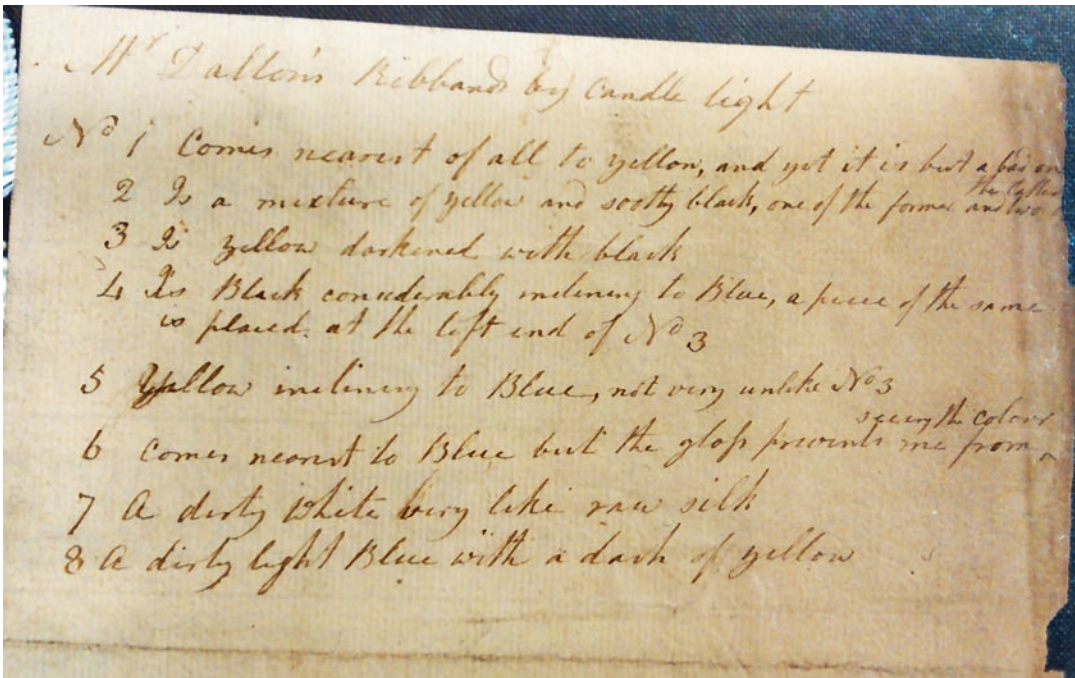 Mr Dalton's Ribbands by Candle light
No 1 Comes nearest of all to yellow, and yet it is but a bad one
2 Is a mixture of yellow and sooty black, one of the former and two
the latter
3 Is yellow darkened with black
4 Is Black considerably inclining to Blue, a piece of the same
is placed at the left end of No 3
5 Yellow inclining to Blue, not very unlike No 3
6 Comes nearest to Blue but the gloss prevents me from
seeing the colour
7 A dirty white very like raw silk
8 A dirty light Blue with a dash of yellow